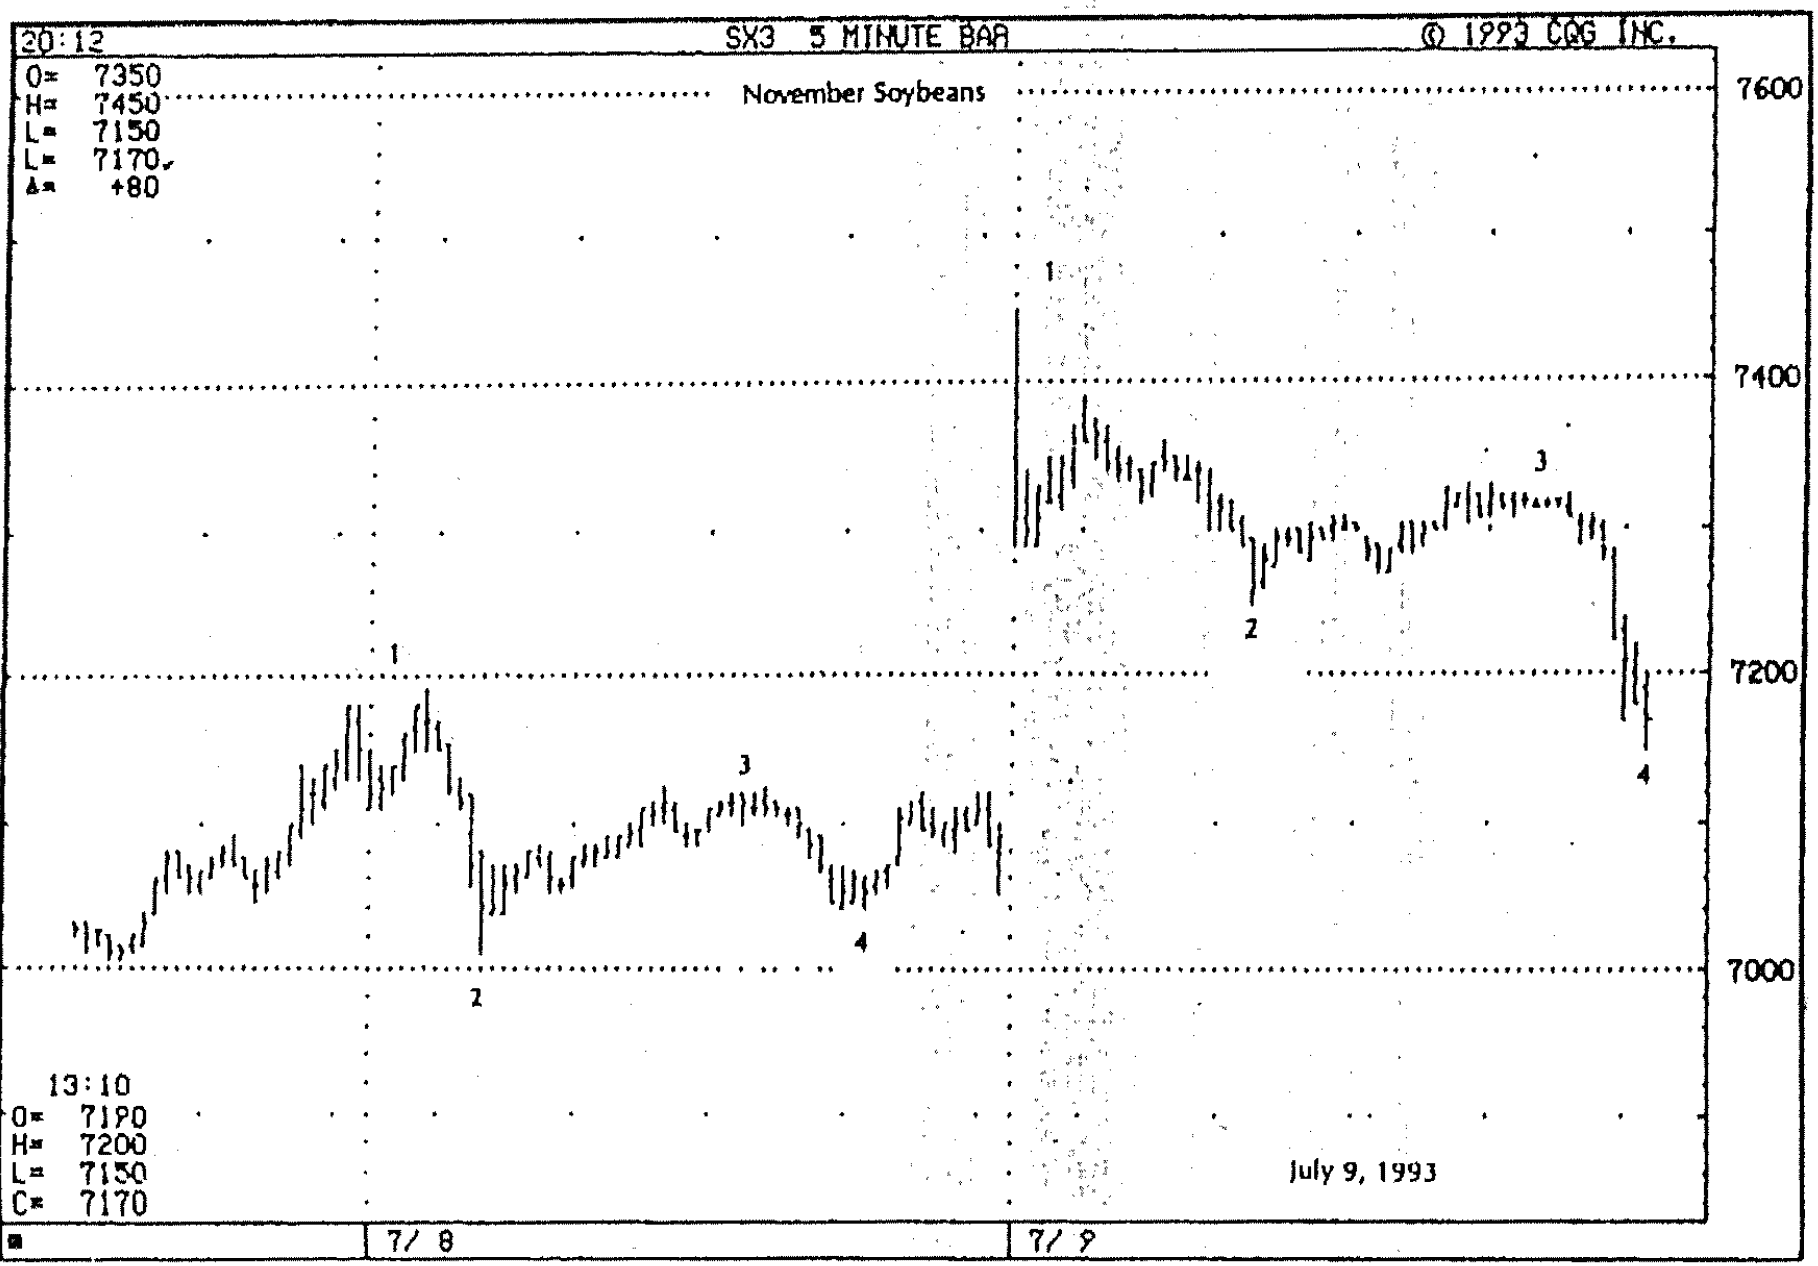 20:12 SX3 5 MINUTE BAR © 1993 CQG INC.
O= 7350
November Soybeans
H= 7450
L= 7150
L= 7170
Δ= +80
7600
1
7400
3
2
1
7200
3
4
4
7000
2
13:10
O= 7190
H= 7200
L= 7150
C= 7170
July 9, 1993
7/ 8 7/ 9